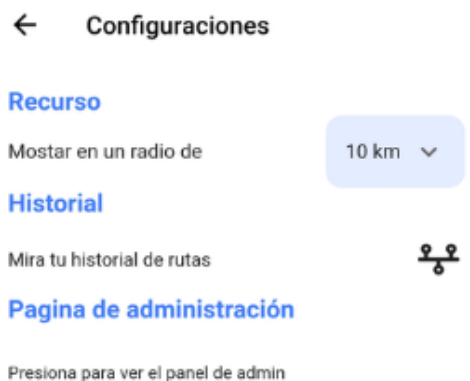 Configuraciones
Recurso
Mostar en un radio de 10 km
Historial
Mira tu historial de rutas
Pagina de administración
Presiona para ver el panel de admin